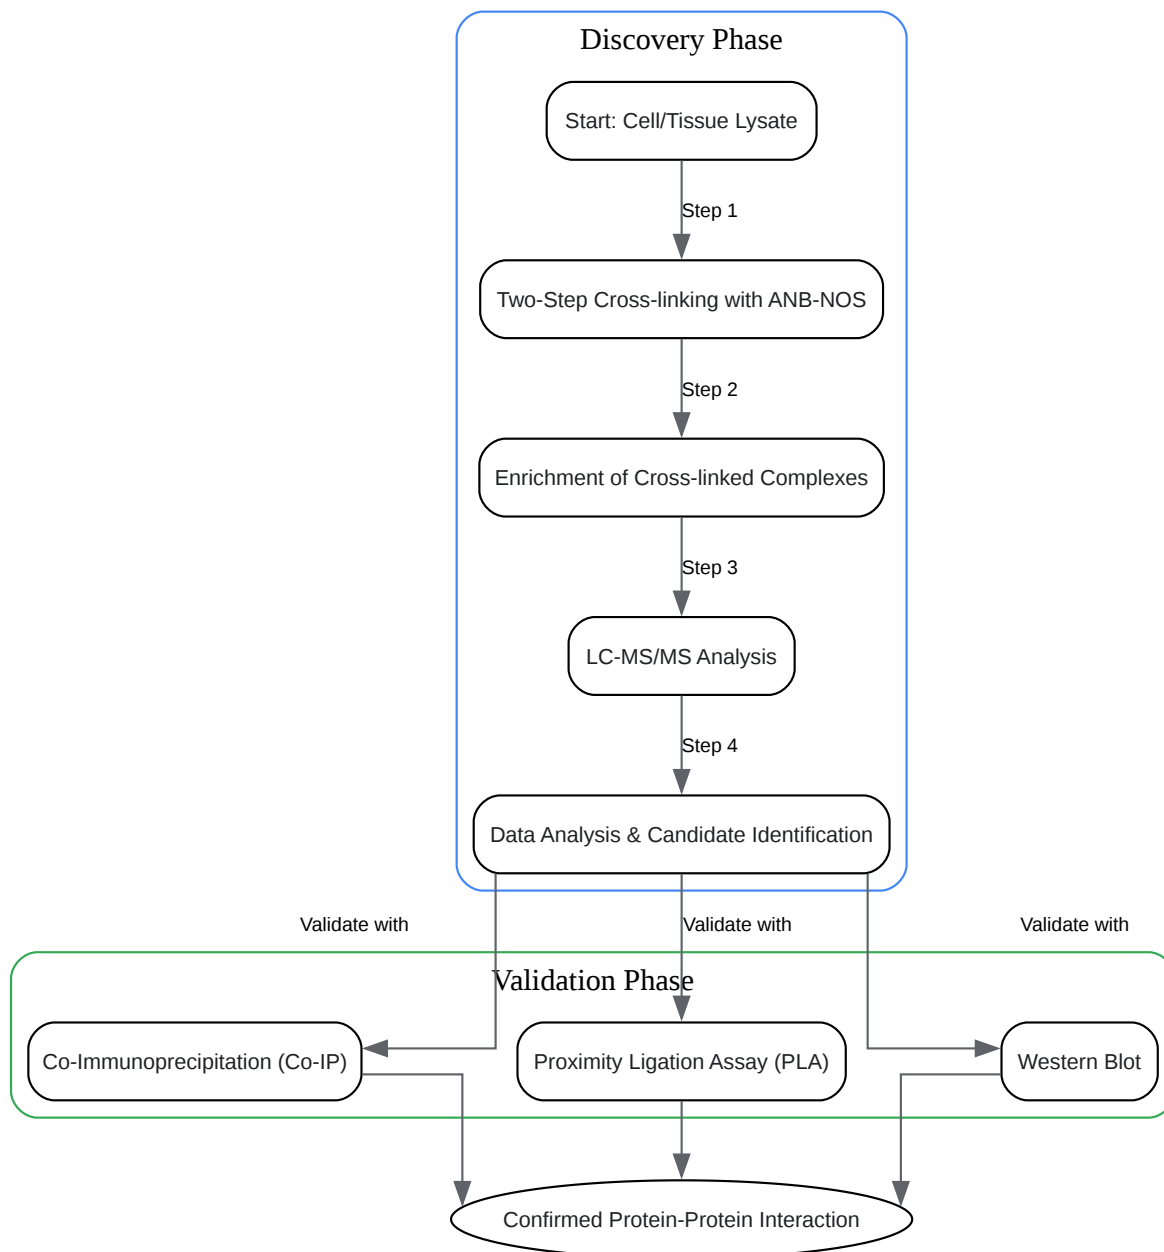 Discovery Phase
Start: Cell/Tissue Lysate
Step 1
Two-Step Cross-linking with ANB-NOS
Step 2
Enrichment of Cross-linked Complexes
Step 3
LC-MS/MS Analysis
Step 4
Data Analysis & Candidate Identification
Validate with
Validate with
Validate with
Validation Phase
Co-Immunoprecipitation (Co-IP)
Proximity Ligation Assay (PLA)
Western Blot
Confirmed Protein-Protein Interaction